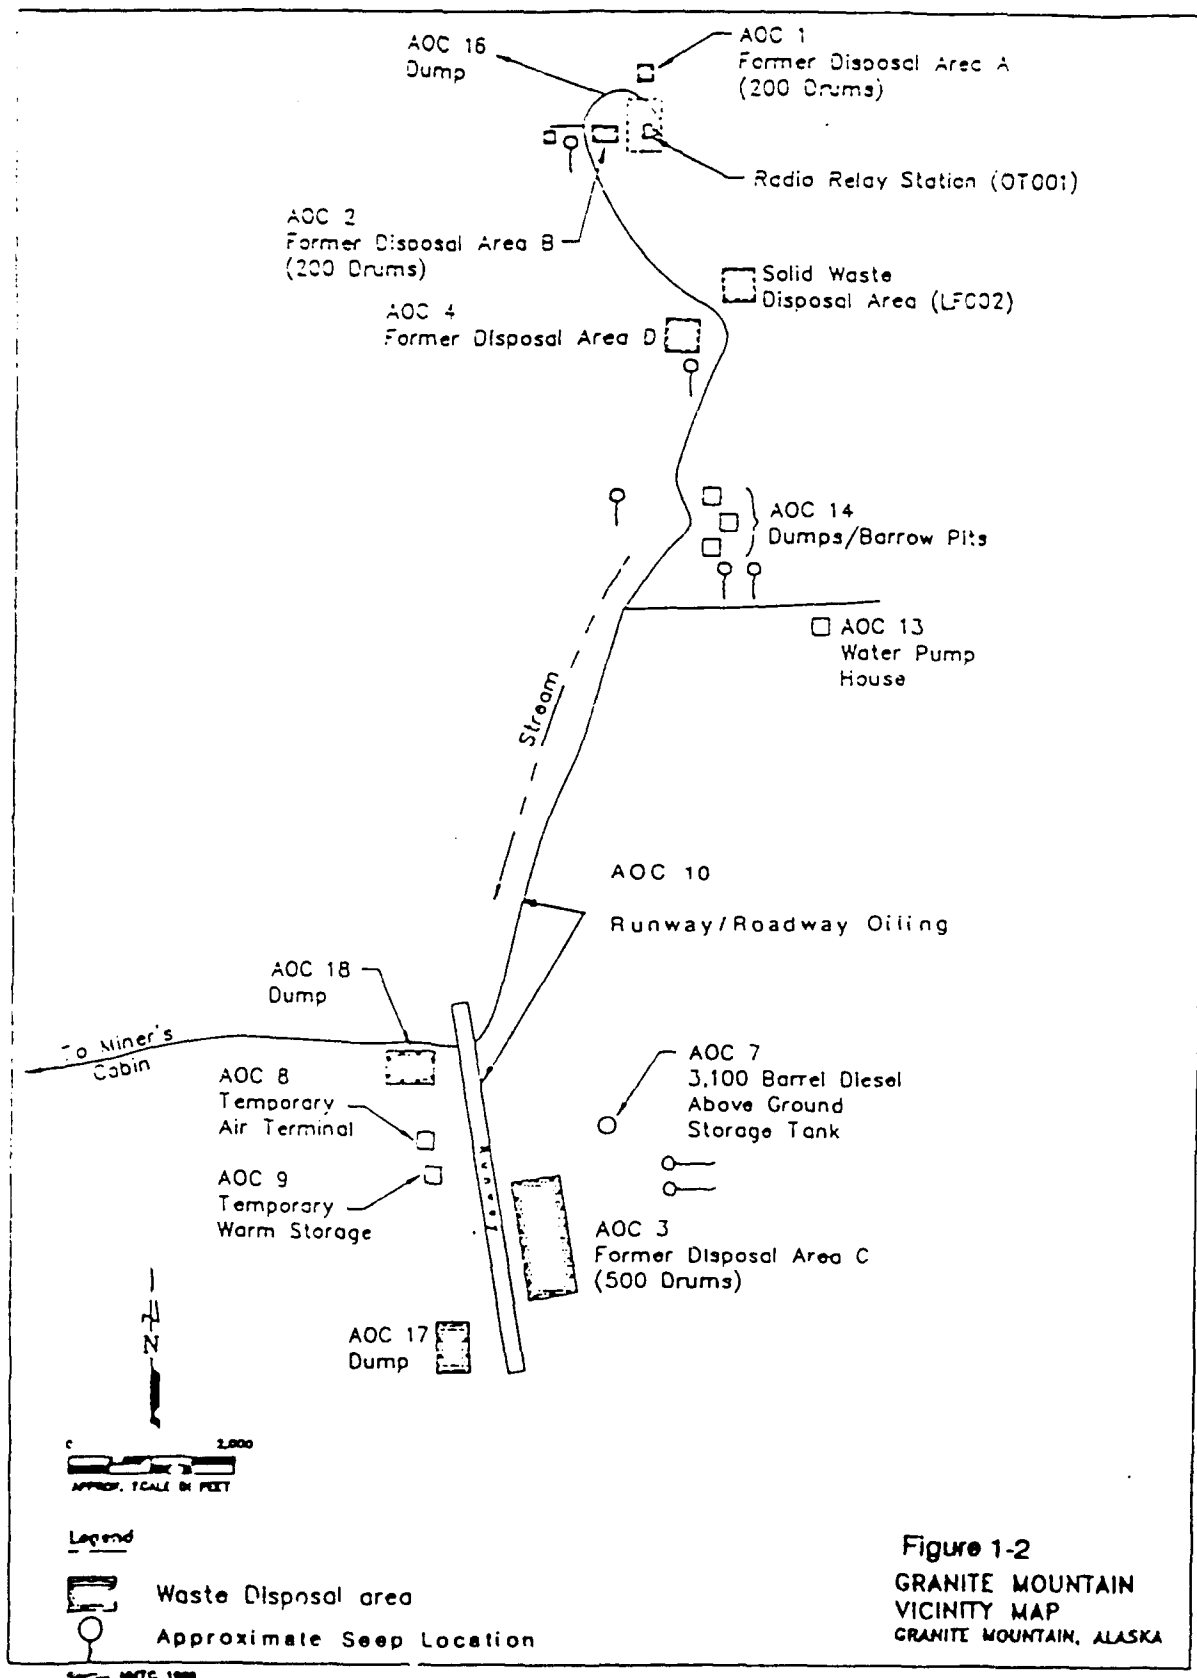 AOC 16
Dump
AOC 1
Former Disposal Area A
(200 Drums)
Radio Relay Station (OT001)
AOC 2
Former Disposal Area B
(200 Drums)
Solid Waste
Disposal Area (LF002)
AOC 4
Former Disposal Area D
AOC 14
Dumps/Barrow Pits
AOC 13
Water Pump
House
Stream
AOC 10
Runway/Roadway Oiling
AOC 18
Dump
To Miner's
Cabin
AOC 8
Temporary
Air Terminal
AOC 7
3,100 Barrel Diesel
Above Ground
Storage Tank
AOC 9
Temporary
Warm Storage
Runway
AOC 3
Former Disposal Area C
(500 Drums)
AOC 17
Dump
N
0 2,000
APPROX. SCALE IN FEET
Legend
Waste Disposal area
Approximate Seep Location
1989
Figure 1-2
GRANITE MOUNTAIN
VICINITY MAP
GRANITE MOUNTAIN, ALASKA